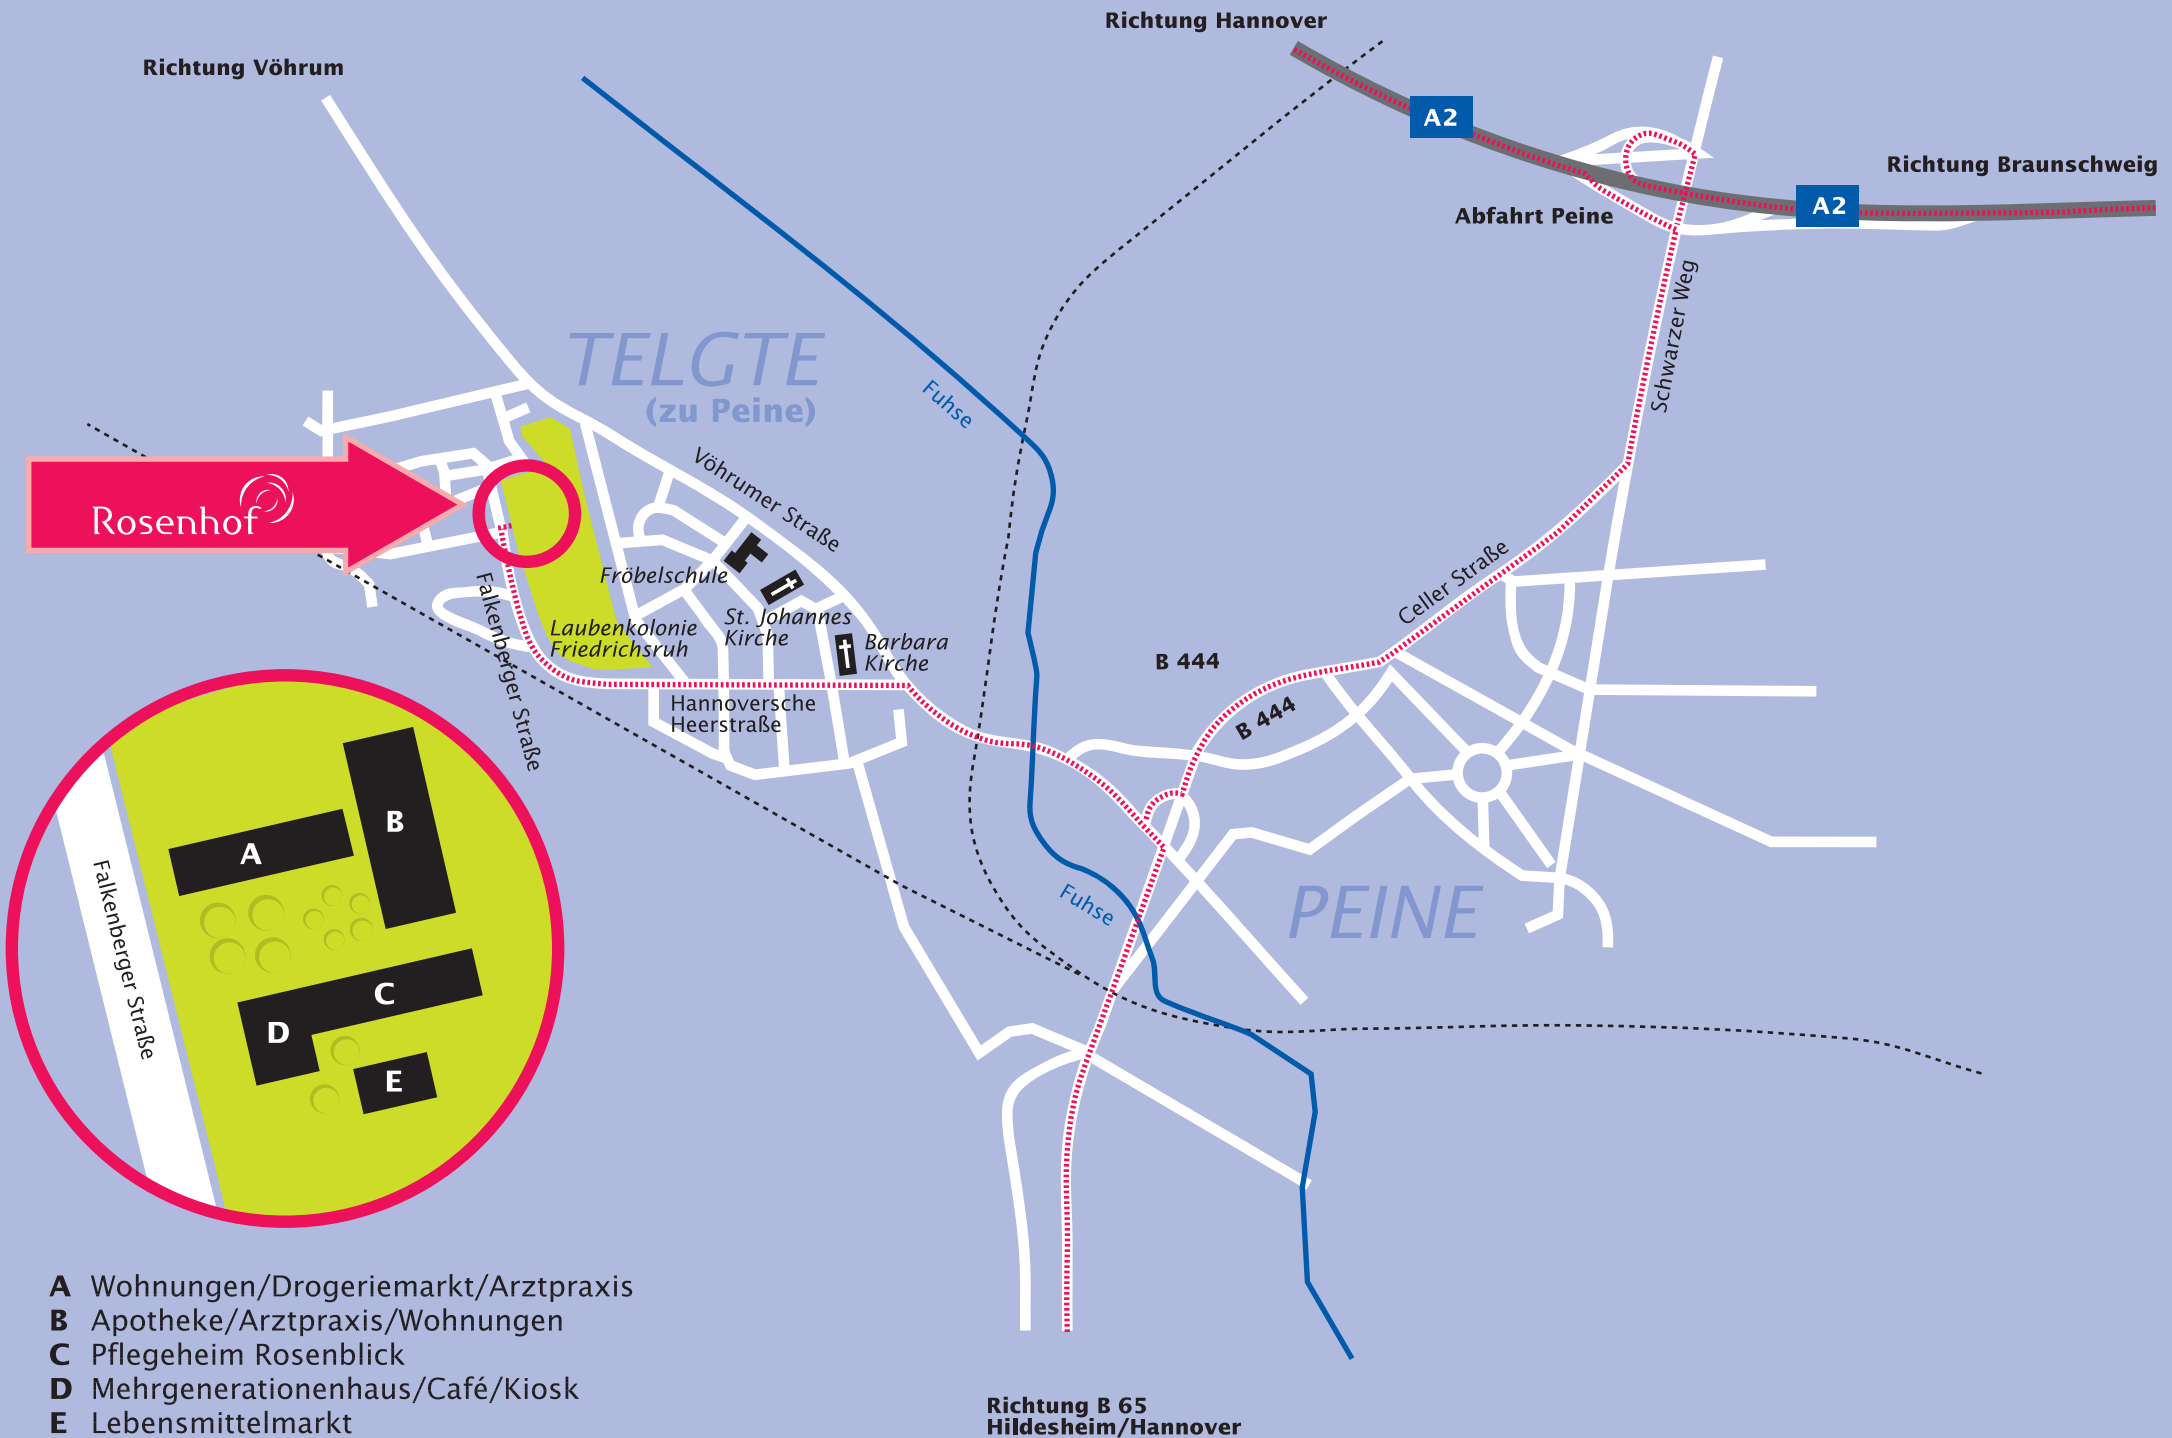 Richtung Hannover
Richtung Vöhrum
A2
Richtung Braunschweig
A2
Abfahrt Peine
Schwarzer Weg
TELGTE
(zu Peine)
Fuhse
Vöhrumer Straße
Rosenhof
Fröbelschule
Celler Straße
St. Johannes
Kirche
Laubenkolonie
Friedrichsruh
Barbara
Kirche
B 444
B 444
Falkenberger Straße
Hannoversche
Heerstraße
Fuhse
PEINE
B
A
Falkenberger Straße
C
D
E
A Wohnungen/Drogeriemarkt/Arztpraxis
B Apotheke/Arztpraxis/Wohnungen
C Pflegeheim Rosenblick
D Mehrgenerationenhaus/Café/Kiosk
E Lebensmittelmarkt
Richtung B 65
Hildesheim/Hannover